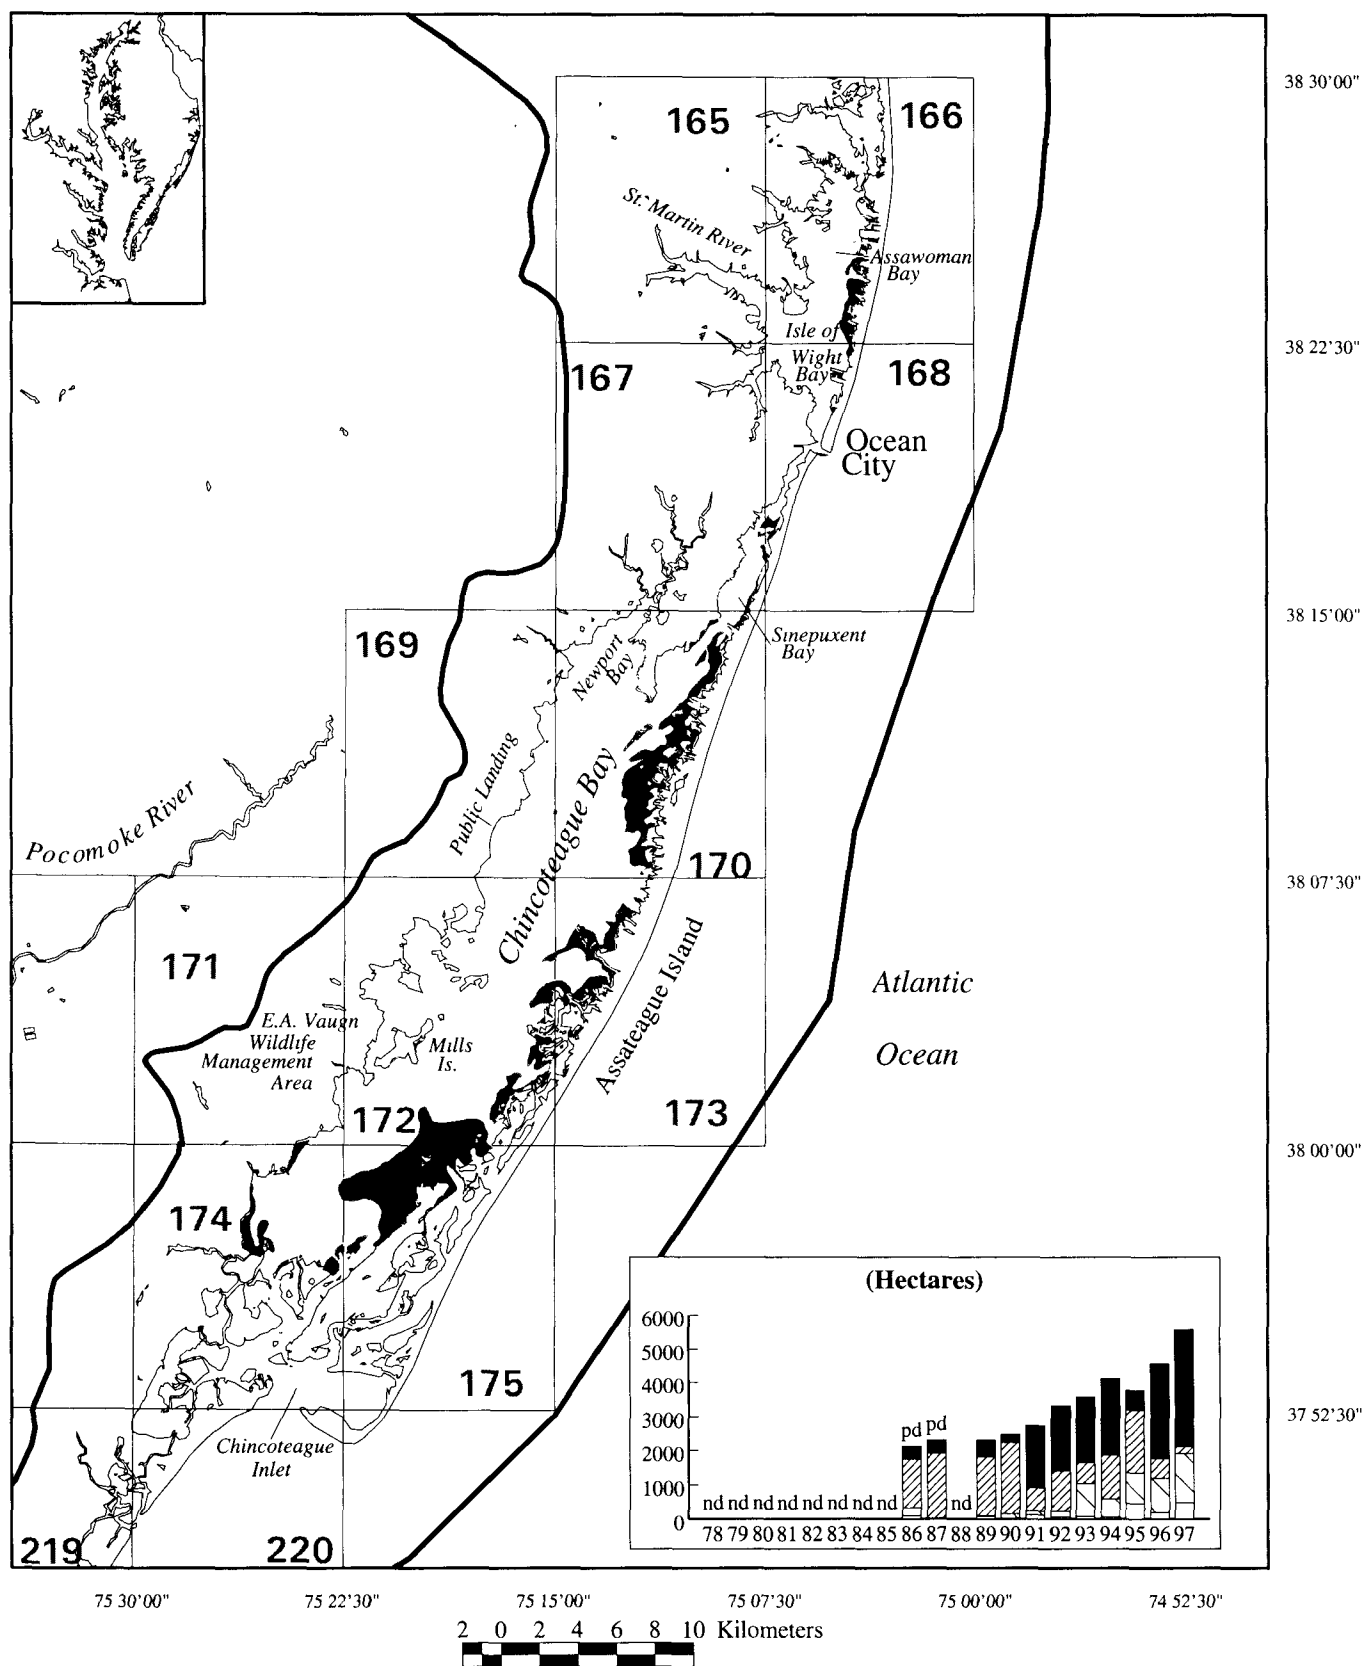 38 30'00"
165
166
St. Martin River
Assawoman
Bay
Isle of
Wight
Bay
38 22'30"
167
168
Ocean
City
38 15'00"
169
Newport
Bay
Sinepuxent
Bay
Public Landing
Chincoteague Bay
Pocomoke River
170
38 07'30"
171
Assateague Island
Atlantic
Ocean
E.A. Vaugn
Wildlife
Management
Area
Mills
Is.
172
173
38 00'00"
174
175
Chincoteague
Inlet
37 52'30"
219
220
(Hectares)
6000
5000
4000
3000
2000
1000
0
nd nd nd nd nd nd nd nd pd pd nd
78 79 80 81 82 83 84 85 86 87 88 89 90 91 92 93 94 95 96 97
75 30'00" 75 22'30" 75 15'00" 75 07'30" 75 00'00" 74 52'30"
2 0 2 4 6 8 10 Kilometers